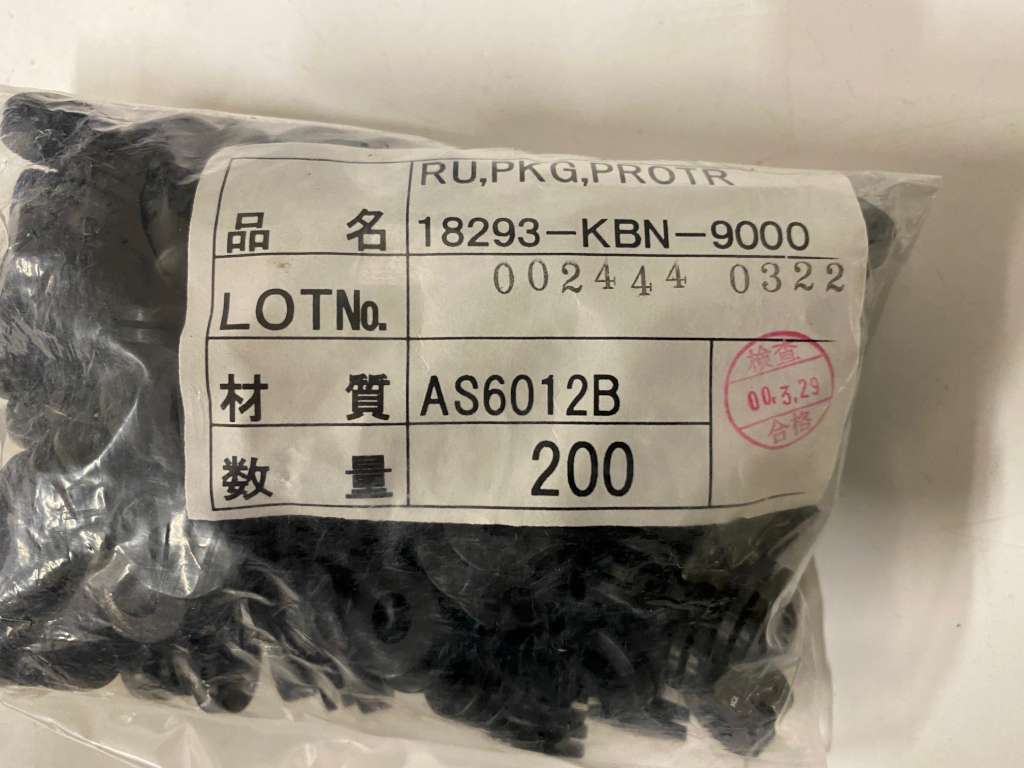 RU,PKG,PROTR
品名 18293-KBN-9000
LOTNo. 002444 0322
材質 AS6012B
検査
00.3.29
合格
数量 200